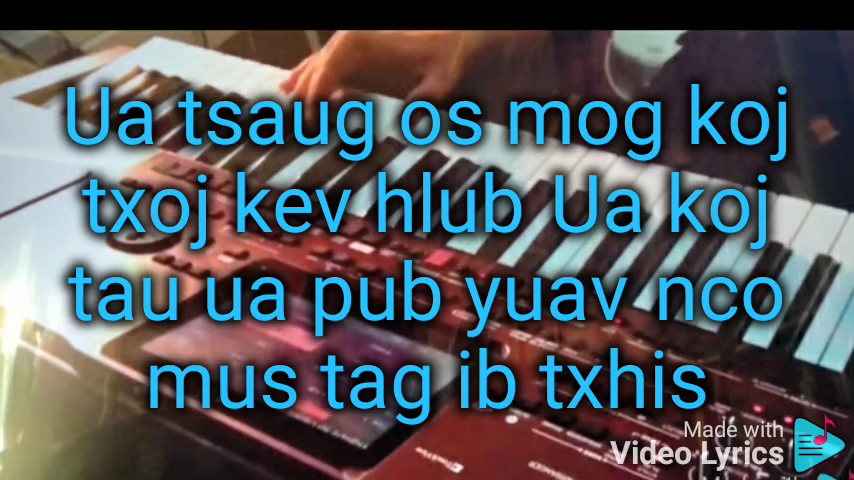 Ua tsaug os mog koj
txoj kev hlub Ua koj
tau ua pub yuav nco
mus tag ib txhis
Made with
Video Lyrics